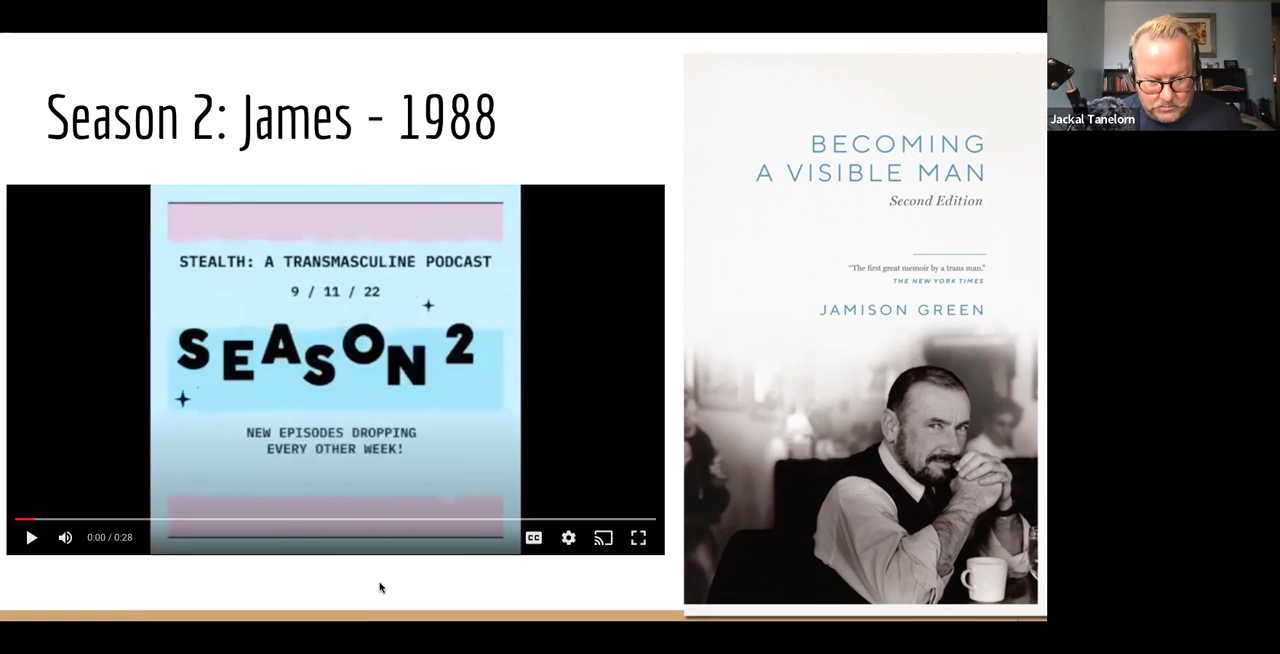 Season 2: James - 1988
STEALTH: A TRANSMASCULINE PODCAST
9 / 11 / 22
SEASON 2
NEW EPISODES DROPPING
EVERY OTHER WEEK!
0:00 / 0:28
CC
BECOMING
A VISIBLE MAN
Second Edition
“The first great memoir by a trans man.”
THE NEW YORK TIMES
JAMISON GREEN
Jackal Tanelorn